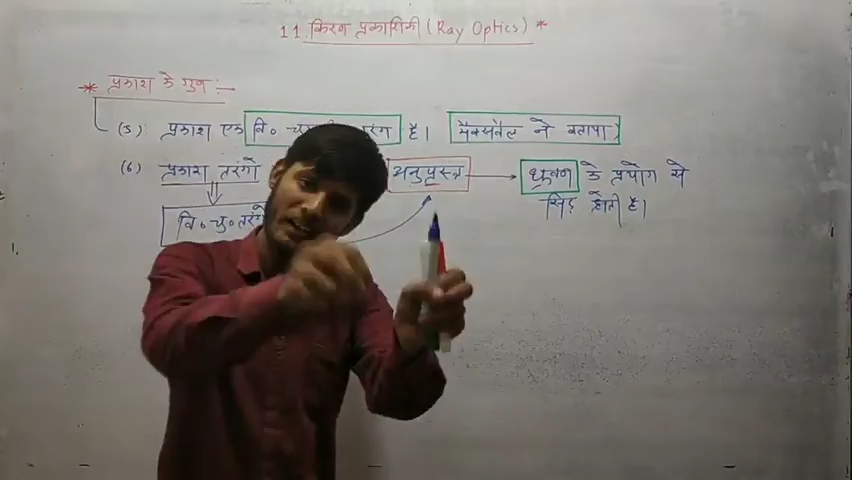 11. किरण प्रकाशिकी (Ray Optics) *
* प्रकाश के गुण :-
(5) प्रकाश एक वि० तरंग है। मैक्सवैल ने बताया)
(6) प्रकाश तरंगो अनुप्रस्थ → ध्रुवण के प्रयोग से
वि० चु० तरंगे सिद्ध होती है।